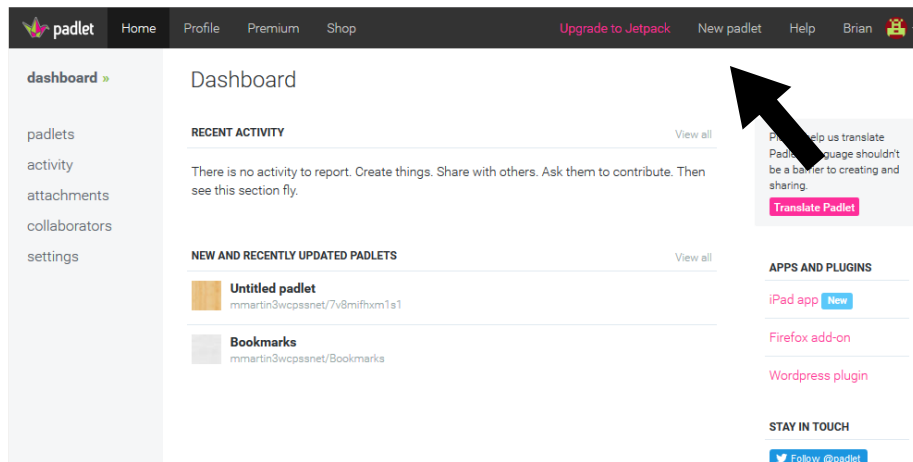 padlet Home Profile Premium Shop Upgrade to Jetpack New padlet Help Brian
dashboard »
padlets
activity
attachments
collaborators
settings
Dashboard
RECENT ACTIVITY View all
There is no activity to report. Create things. Share with others. Ask them to contribute. Then
see this section fly.
NEW AND RECENTLY UPDATED PADLETS View all
Untitled padlet
mmartin3wcpssnet/7v8mifhxm1s1
Bookmarks
mmartin3wcpssnet/Bookmarks
help us translate
shouldn't
be a barrier to creating and
sharing.
Translate Padlet
APPS AND PLUGINS
iPad app New
Firefox add-on
Wordpress plugin
STAY IN TOUCH
Follow @padlet